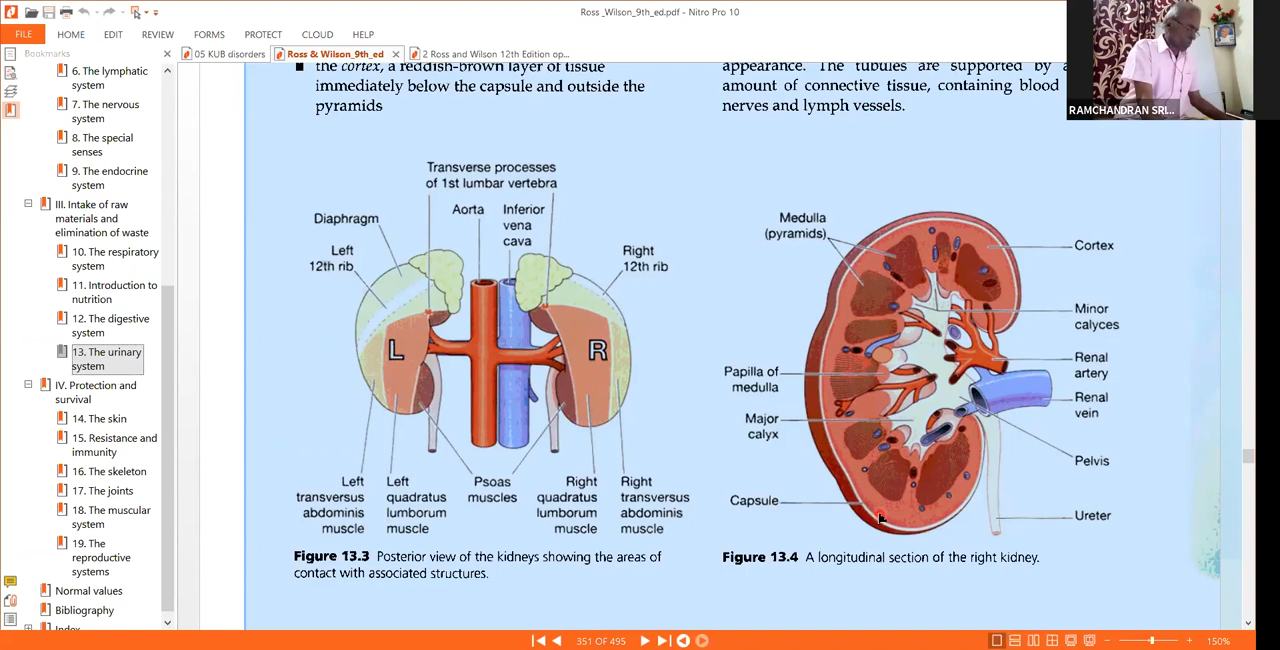 Ross _Wilson_9th_ed.pdf - Nitro Pro 10
FILE
HOME
EDIT
REVIEW
FORMS
PROTECT
CLOUD
HELP
Bookmarks
05 KUB disorders
Ross & Wilson_9th_ed
2 Ross and Wilson 12th Edition op...
6. The lymphatic
system
7. The nervous
system
8. The special
senses
9. The endocrine
system
III. Intake of raw
materials and
elimination of waste
10. The respiratory
system
11. Introduction to
nutrition
12. The digestive
system
13. The urinary
system
IV. Protection and
survival
14. The skin
15. Resistance and
immunity
16. The skeleton
17. The joints
18. The muscular
system
19. The
reproductive
systems
Normal values
Bibliography
Index
the cortex, a reddish-brown layer of tissue
immediately below the capsule and outside the
pyramids
appearance. The tubules are supported by a
amount of connective tissue, containing blood
nerves and lymph vessels.
RAMCHANDRAN SRI...
Transverse processes
of 1st lumbar vertebra
Diaphragm
Aorta
Inferior
vena
cava
Left
12th rib
Right
12th rib
L
R
Left
transversus
abdominis
muscle
Left
quadratus
lumborum
muscle
Psoas
muscles
Right
quadratus
lumborum
muscle
Right
transversus
abdominis
muscle
Figure 13.3 Posterior view of the kidneys showing the areas of
contact with associated structures.
Medulla
(pyramids)
Cortex
Minor
calyces
Renal
artery
Papilla of
medulla
Renal
vein
Major
calyx
Pelvis
Capsule
Ureter
Figure 13.4 A longitudinal section of the right kidney.
351 OF 495
150%